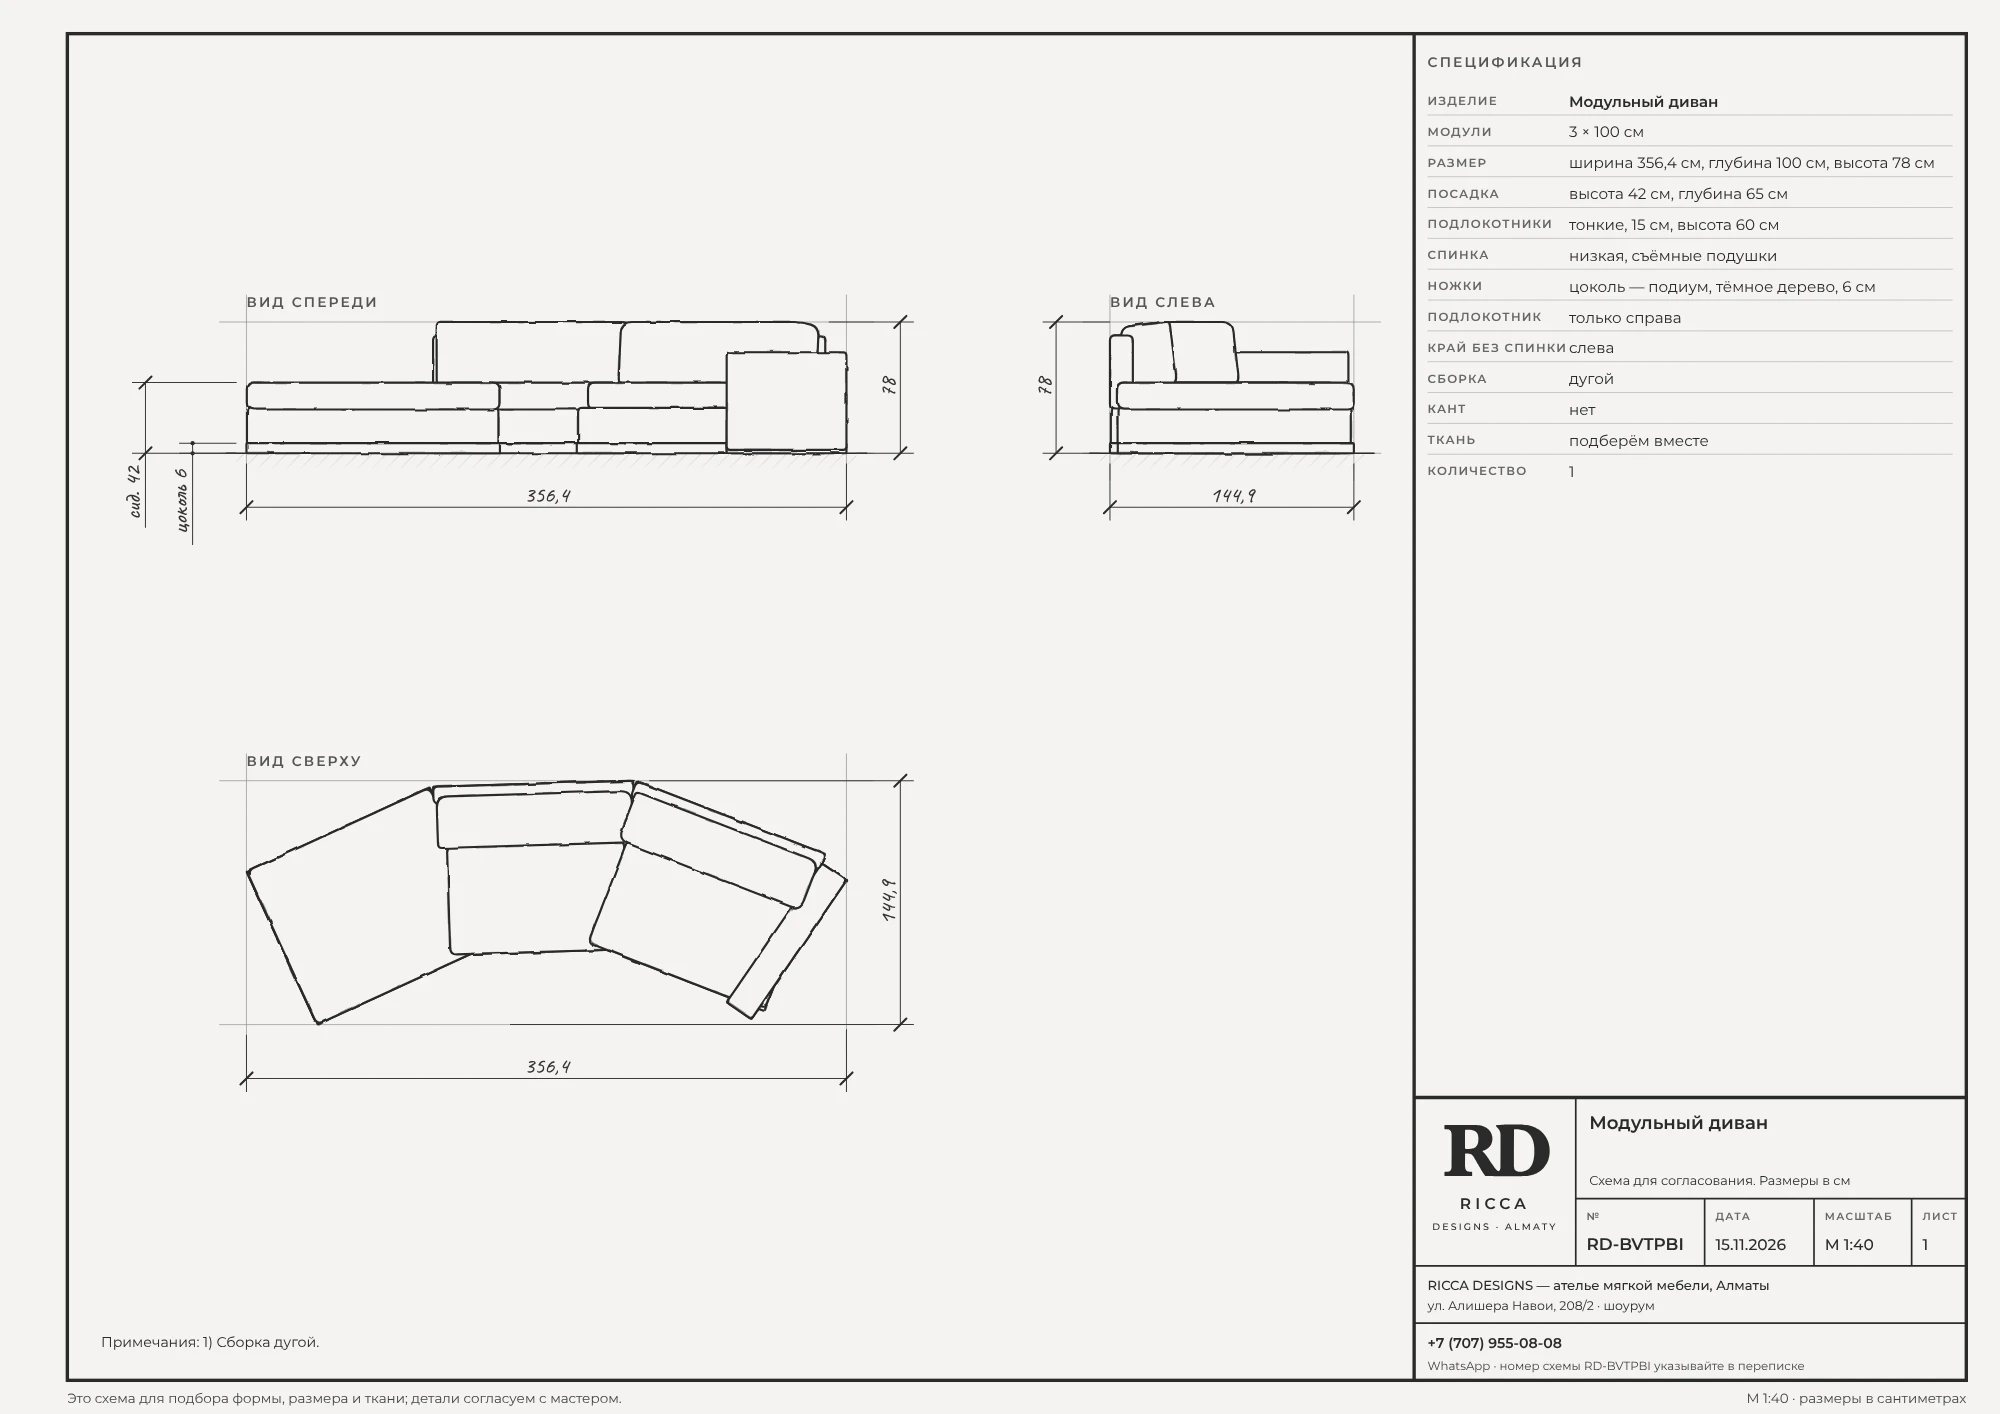 ВИД СПЕРЕДИ
78
сид. 42
цоколь 6
356,4
ВИД СЛЕВА
78
144,9
ВИД СВЕРХУ
144,9
356,4
Примечания: 1) Сборка дугой.
СПЕЦИФИКАЦИЯ
ИЗДЕЛИЕ Модульный диван
МОДУЛИ 3 × 100 см
РАЗМЕР ширина 356,4 см, глубина 100 см, высота 78 см
ПОСАДКА высота 42 см, глубина 65 см
ПОДЛОКОТНИКИ тонкие, 15 см, высота 60 см
СПИНКА низкая, съёмные подушки
НОЖКИ цоколь — подиум, тёмное дерево, 6 см
ПОДЛОКОТНИК только справа
КРАЙ БЕЗ СПИНКИ слева
СБОРКА дугой
КАНТ нет
ТКАНЬ подберём вместе
КОЛИЧЕСТВО 1
RD
RICCA
DESIGNS · ALMATY
Модульный диван
Схема для согласования. Размеры в см
№ ДАТА МАСШТАБ ЛИСТ
RD-BVTPBI 15.11.2026 М 1:40 1
RICCA DESIGNS — ателье мягкой мебели, Алматы
ул. Алишера Навои, 208/2 · шоурум
+7 (707) 955-08-08
WhatsApp · номер схемы RD-BVTPBI указывайте в переписке
Это схема для подбора формы, размера и ткани; детали согласуем с мастером.
М 1:40 · размеры в сантиметрах